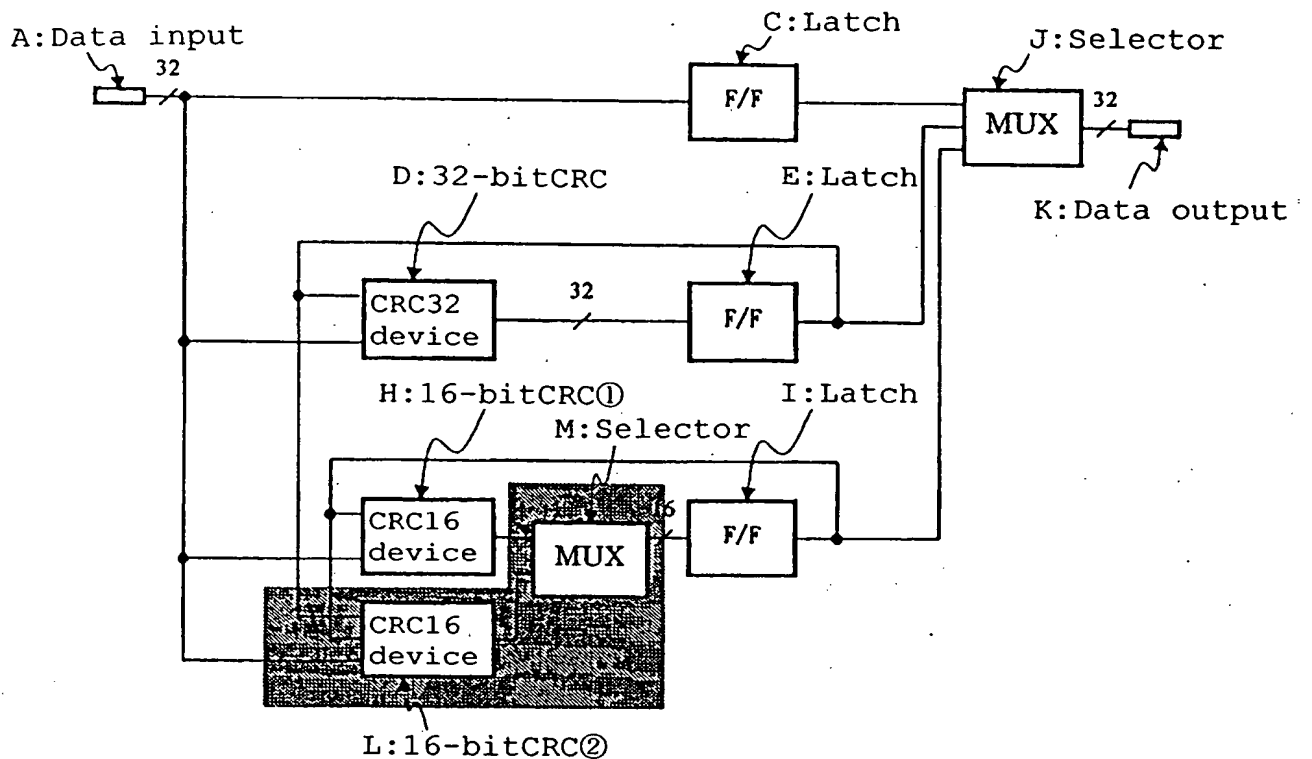 A:Data input
C:Latch
J:Selector
32
F/F
MUX
32
K:Data output
D:32-bitCRC
E:Latch
CRC32
device
32
F/F
H:16-bitCRC①
M:Selector
I:Latch
CRC16
device
MUX
16
F/F
CRC16
device
L:16-bitCRC②